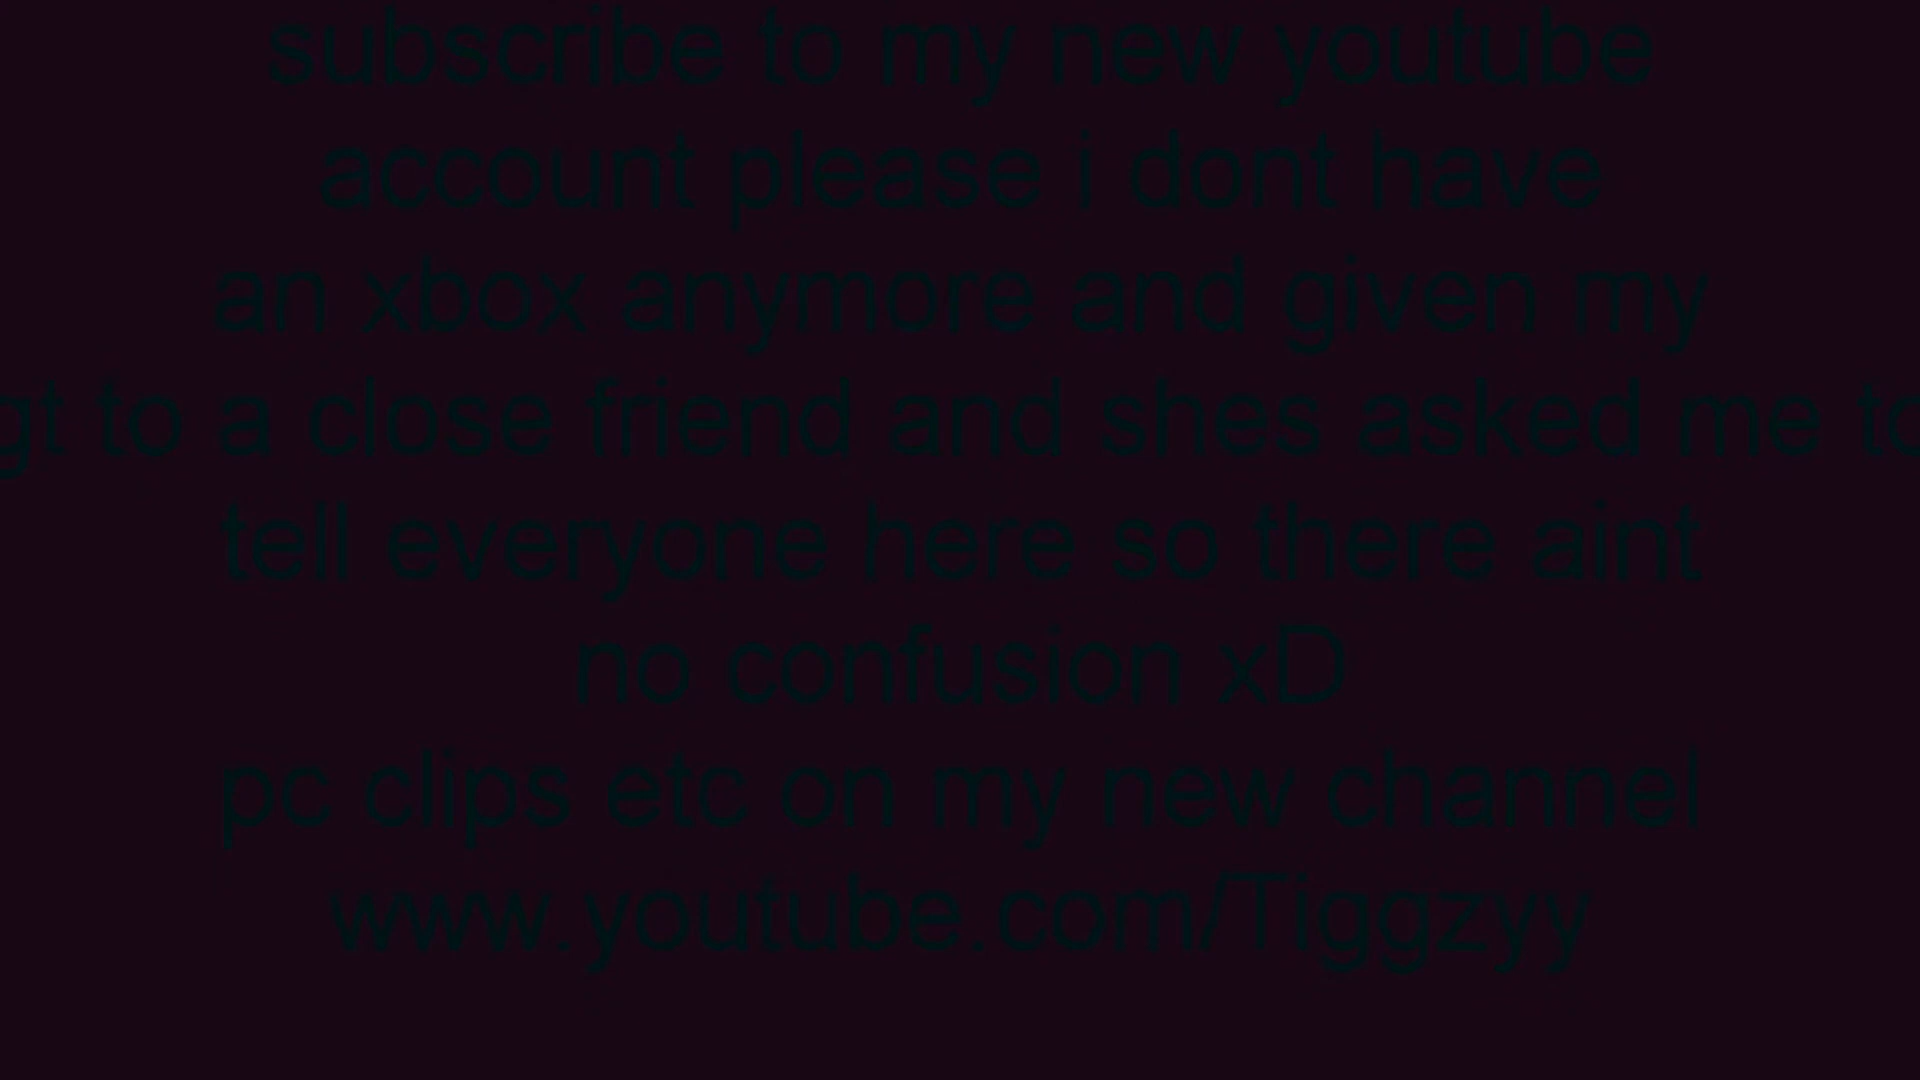 subscribe to my new youtube
account please i dont have
an xbox anymore and given my
gt to a close friend and shes asked me to
tell everyone here so there aint
no confusion xD
pc clips etc on my new channel
www.youtube.com/Tiggzyy